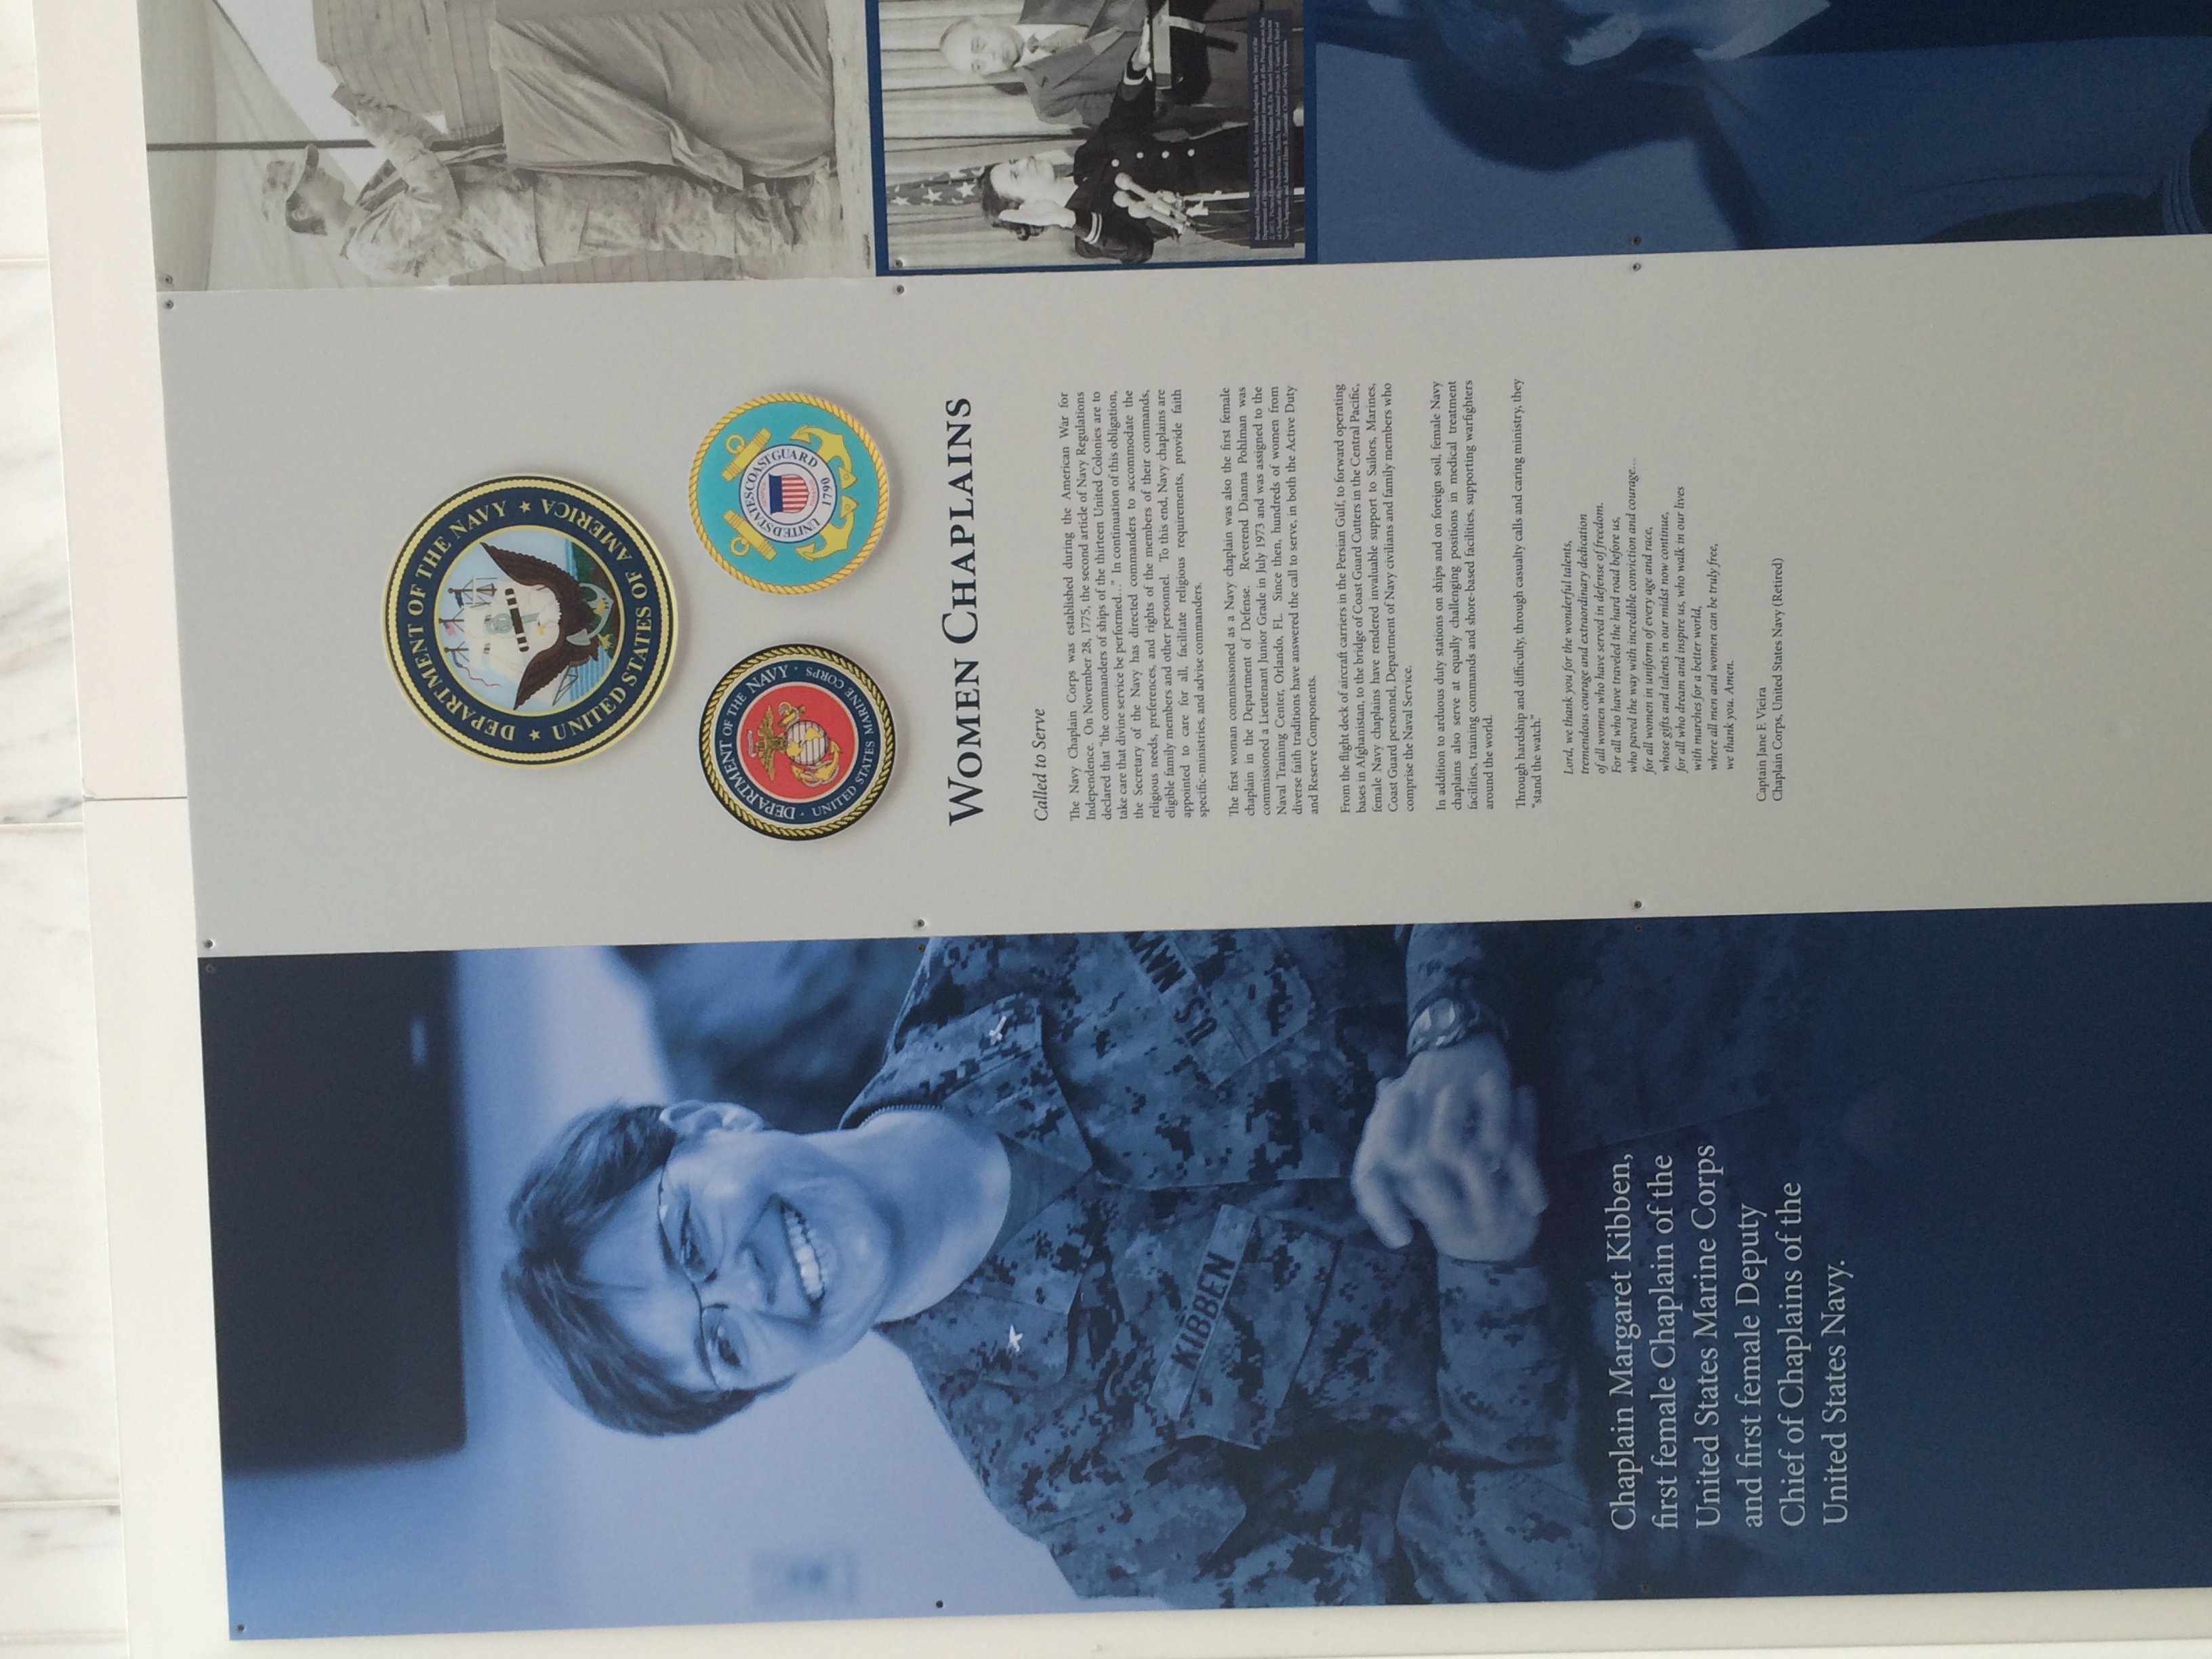 KIBBEN
U.S. NAVY
Chaplain Margaret Kibben,
first female Chaplain of the
United States Marine Corps
and first female Deputy
Chief of Chaplains of the
United States Navy.
DEPARTMENT OF THE NAVY
UNITED STATES OF AMERICA
DEPARTMENT OF THE NAVY
UNITED STATES MARINE CORPS
UNITED STATES COAST GUARD
1790
WOMEN CHAPLAINS
Called to Serve
The Navy Chaplain Corps was established during the American War for
Independence. On November 28, 1775, the second article of Navy Regulations
declared that "the commanders of ships of the thirteen United Colonies are to
take care that divine service be performed…" In continuation of this obligation,
the Secretary of the Navy has directed commanders to accommodate the
religious needs, preferences, and rights of the members of their commands,
eligible family members and other personnel. To this end, Navy chaplains are
appointed to care for all, facilitate religious requirements, provide faith
specific-ministries, and advise commanders.
The first woman commissioned as a Navy chaplain was also the first female
chaplain in the Department of Defense. Reverend Dianna Pohlman was
commissioned a Lieutenant Junior Grade in July 1973 and was assigned to the
Naval Training Center, Orlando, FL. Since then, hundreds of women from
diverse faith traditions have answered the call to serve, in both the Active Duty
and Reserve Components.
From the flight deck of aircraft carriers in the Persian Gulf, to forward operating
bases in Afghanistan, to the bridge of Coast Guard Cutters in the Central Pacific,
female Navy chaplains have rendered invaluable support to Sailors, Marines,
Coast Guard personnel, Department of Navy civilians and family members who
comprise the Naval Service.
In addition to arduous duty stations on ships and on foreign soil, female Navy
chaplains also serve at equally challenging positions in medical treatment
facilities, training commands and shore-based facilities, supporting warfighters
around the world.
Through hardship and difficulty, through casualty calls and caring ministry, they
"stand the watch."
Lord, we thank you for the wonderful talents,
tremendous courage and extraordinary dedication
of all women who have served in defense of freedom.
For all who have traveled the hard road before us,
who paved the way with incredible conviction and courage…
for all women in uniform of every age and race,
whose gifts and talents in our midst now continue,
for all who dream and inspire us, who walk in our lives
with marches for a better world,
where all men and women can be truly free,
we thank you. Amen.
Captain Jane F. Vieira
Chaplain Corps, United States Navy (Retired)
Reverend Dianna Pohlman Bell, the first female chaplain in the history of the
Department of Defense